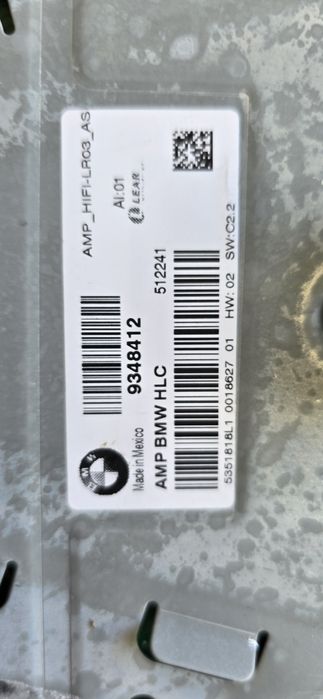 AMP_HIFI-LR03_AS
AI:01
LEAR
9348412
512241
Made in Mexico
AMP BMW HLC
5351818L1 0018627 01 HW: 02 SW:C2.2